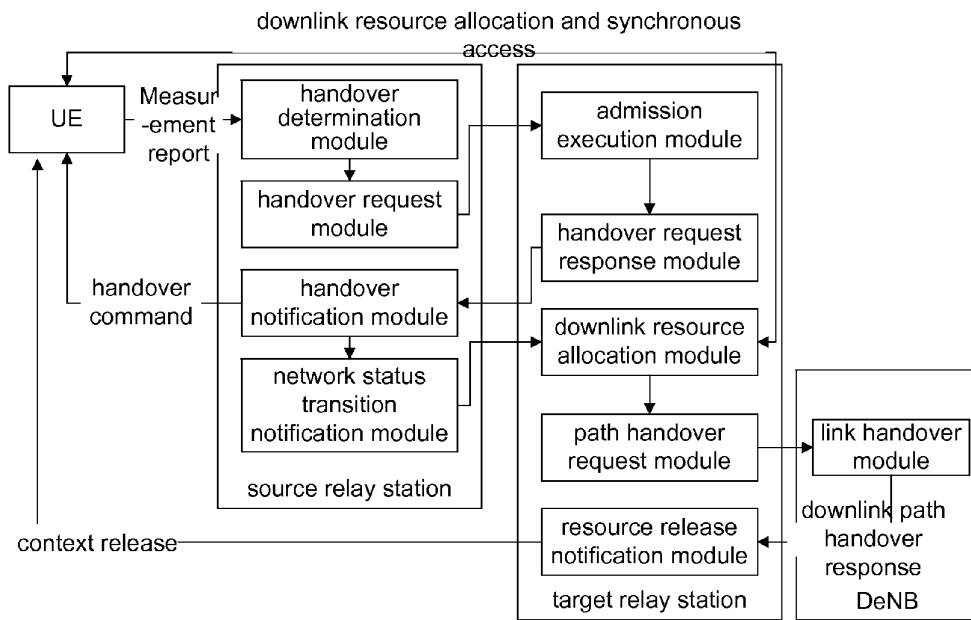 downlink resource allocation and synchronous
access
UE
Measur
-ement
report
handover
determination
module
handover request
module
handover
notification module
network status
transition
notification module
source relay station
handover
command
context release
admission
execution module
handover request
response module
downlink resource
allocation module
path handover
request module
resource release
notification module
target relay station
link handover
module
downlink path
handover
response
DeNB